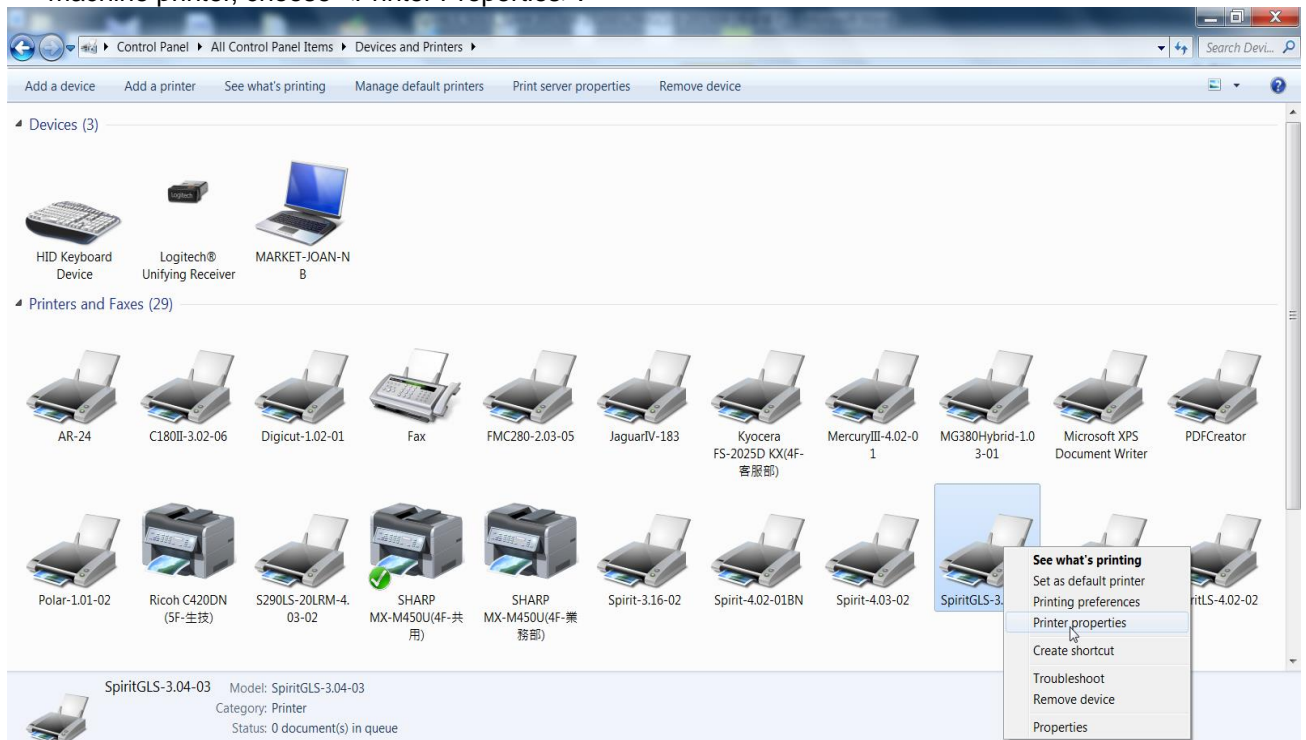 machine printer, choose "Printer Properties".
Control Panel ▸ All Control Panel Items ▸ Devices and Printers ▸
Search Devi...
Add a device Add a printer See what's printing Manage default printers Print server properties Remove device
Devices (3)
Logitech
HID Keyboard
Device
Logitech®
Unifying Receiver
MARKET-JOAN-N
B
Printers and Faxes (29)
AR-24
C180II-3.02-06
Digicut-1.02-01
Fax
FMC280-2.03-05
JaguarIV-183
Kyocera
FS-2025D KX(4F-
客服部)
MercuryIII-4.02-0
1
MG380Hybrid-1.0
3-01
Microsoft XPS
Document Writer
PDFCreator
Polar-1.01-02
Ricoh C420DN
(5F-生技)
S290LS-20LRM-4.
03-02
SHARP
MX-M450U(4F-共
用)
SHARP
MX-M450U(4F-業
務部)
Spirit-3.16-02
Spirit-4.02-01BN
Spirit-4.03-02
SpiritGLS-3.
ritLS-4.02-02
See what's printing
Set as default printer
Printing preferences
Printer properties
Create shortcut
Troubleshoot
Remove device
Properties
SpiritGLS-3.04-03 Model: SpiritGLS-3.04-03
Category: Printer
Status: 0 document(s) in queue